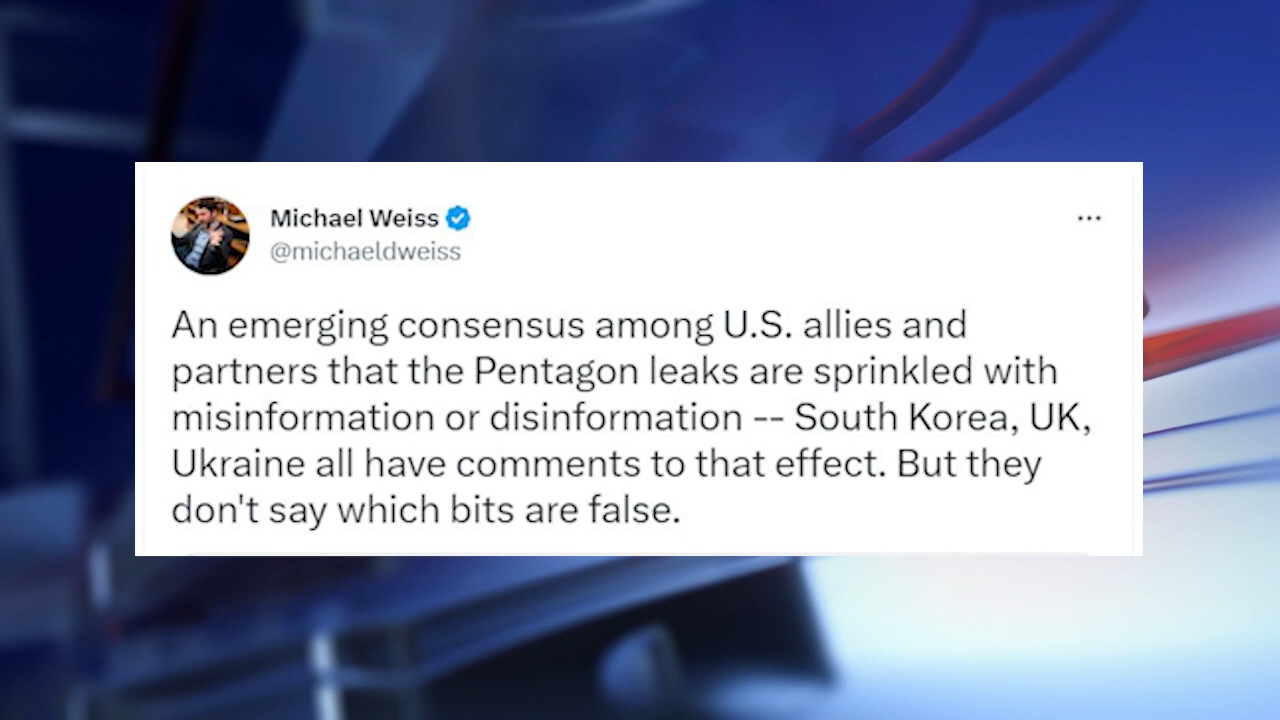 Michael Weiss
@michaeldweiss
An emerging consensus among U.S. allies and
partners that the Pentagon leaks are sprinkled with
misinformation or disinformation -- South Korea, UK,
Ukraine all have comments to that effect. But they
don't say which bits are false.